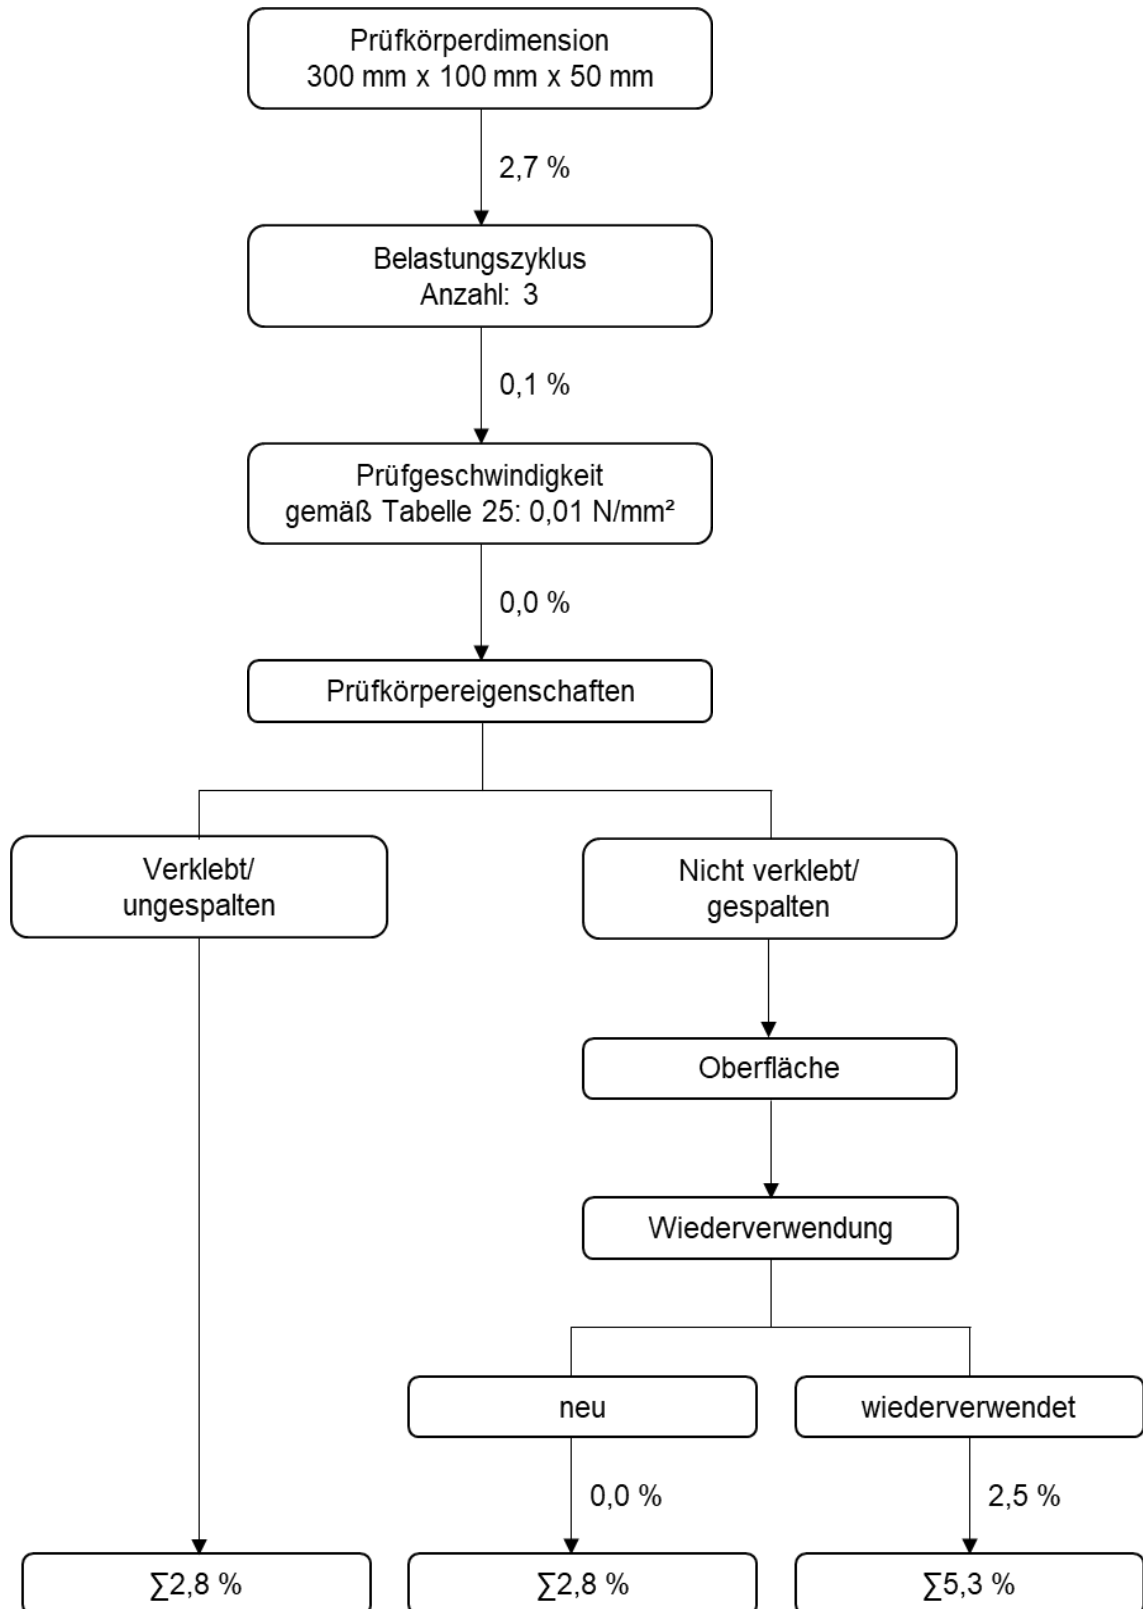 Prüfkörperdimension
300 mm x 100 mm x 50 mm
2,7 %
Belastungszyklus
Anzahl: 3
0,1 %
Prüfgeschwindigkeit
gemäß Tabelle 25: 0,01 N/mm²
0,0 %
Prüfkörpereigenschaften
Verklebt/
ungespalten
Nicht verklebt/
gespalten
Oberfläche
Wiederverwendung
neu
wiederverwendet
0,0 %
2,5 %
∑2,8 %
∑2,8 %
∑5,3 %